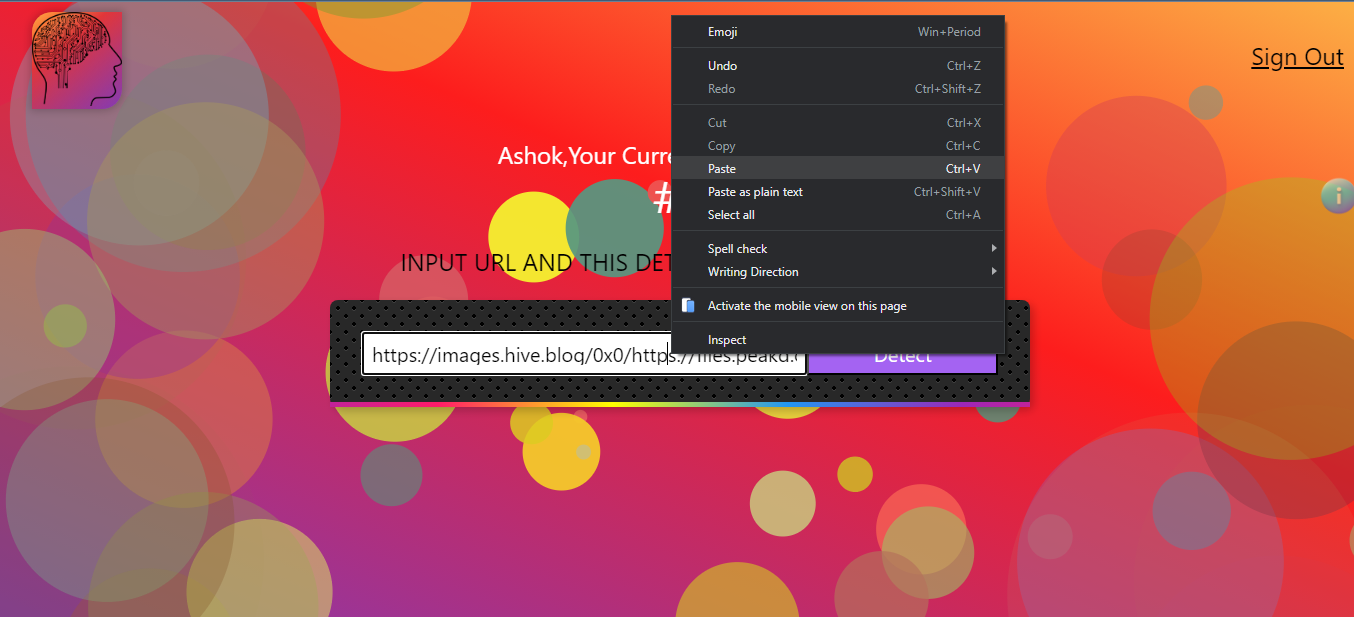 Sign Out
Ashok,Your Curre
#
INPUT URL AND THIS DET
https://images.hive.blog/0x0/https://files.peakd.c
Detect
Emoji Win+Period
Undo Ctrl+Z
Redo Ctrl+Shift+Z
Cut Ctrl+X
Copy Ctrl+C
Paste Ctrl+V
Paste as plain text Ctrl+Shift+V
Select all Ctrl+A
Spell check
Writing Direction
Activate the mobile view on this page
Inspect
i